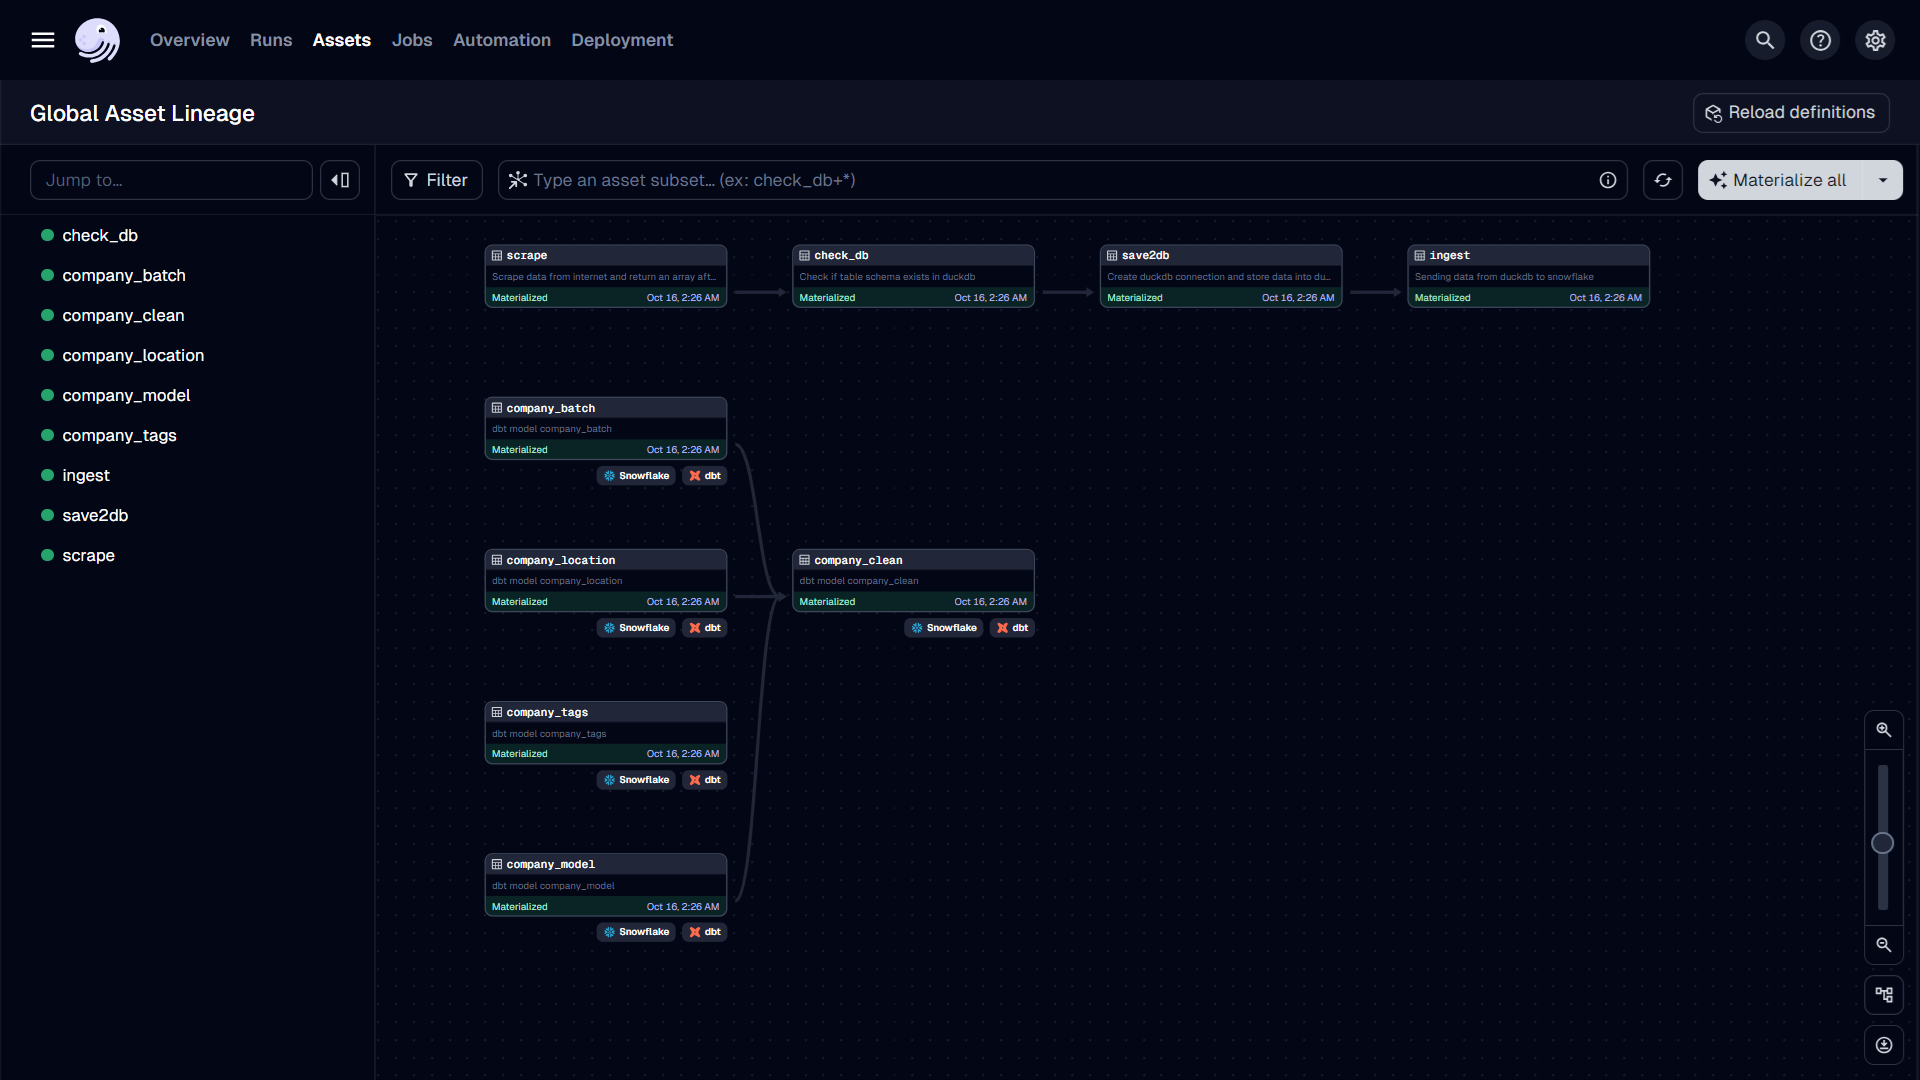 Overview Runs Assets Jobs Automation Deployment
Global Asset Lineage
Reload definitions
Jump to…
Filter
Type an asset subset… (ex: check_db+*)
Materialize all
check_db
company_batch
company_clean
company_location
company_model
company_tags
ingest
save2db
scrape
scrape
Scrape data from internet and return an array aft…
Materialized Oct 16, 2:26 AM
check_db
Check if table schema exists in duckdb
Materialized Oct 16, 2:26 AM
save2db
Create duckdb connection and store data into du…
Materialized Oct 16, 2:26 AM
ingest
Sending data from duckdb to snowflake
Materialized Oct 16, 2:26 AM
company_batch
dbt model company_batch
Materialized Oct 16, 2:26 AM
Snowflake dbt
company_location
dbt model company_location
Materialized Oct 16, 2:26 AM
Snowflake dbt
company_clean
dbt model company_clean
Materialized Oct 16, 2:26 AM
Snowflake dbt
company_tags
dbt model company_tags
Materialized Oct 16, 2:26 AM
Snowflake dbt
company_model
dbt model company_model
Materialized Oct 16, 2:26 AM
Snowflake dbt